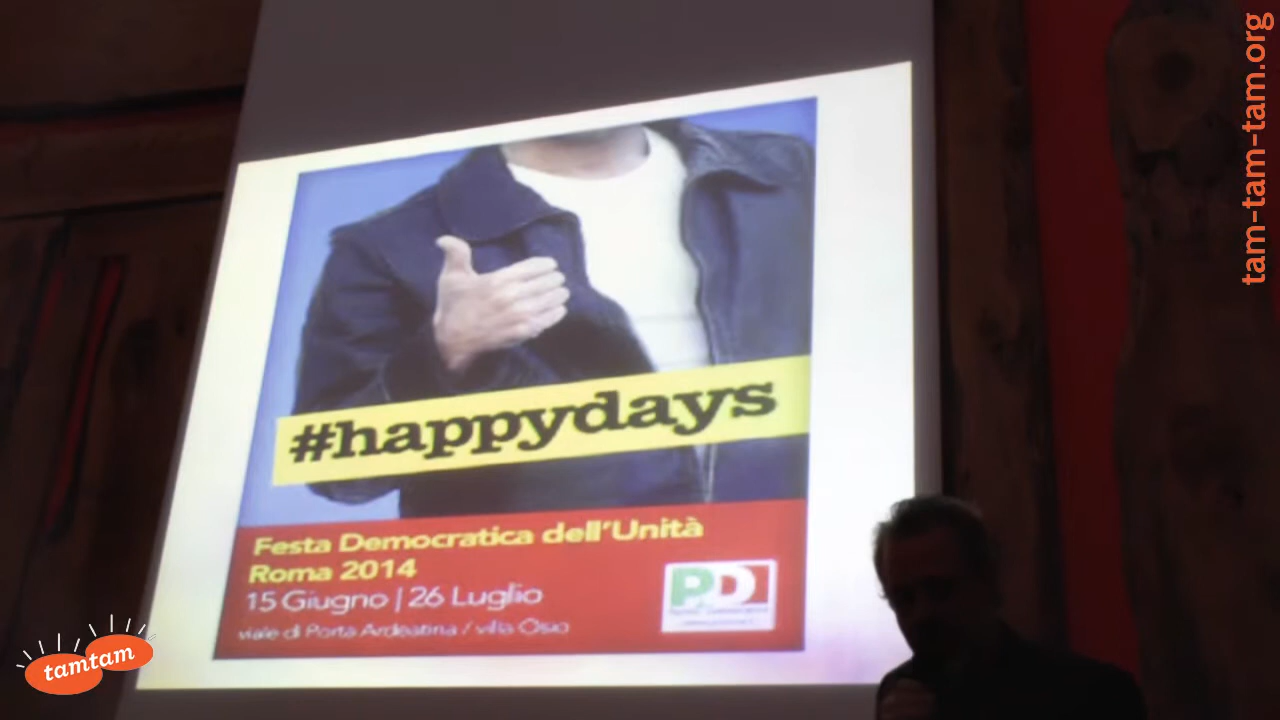 #happydays
Festa Democratica dell'Unità
Roma 2014
15 Giugno | 26 Luglio
viale di Porta Ardeatina / villa Osio
PD
tamtam
tam-tam-tam.org